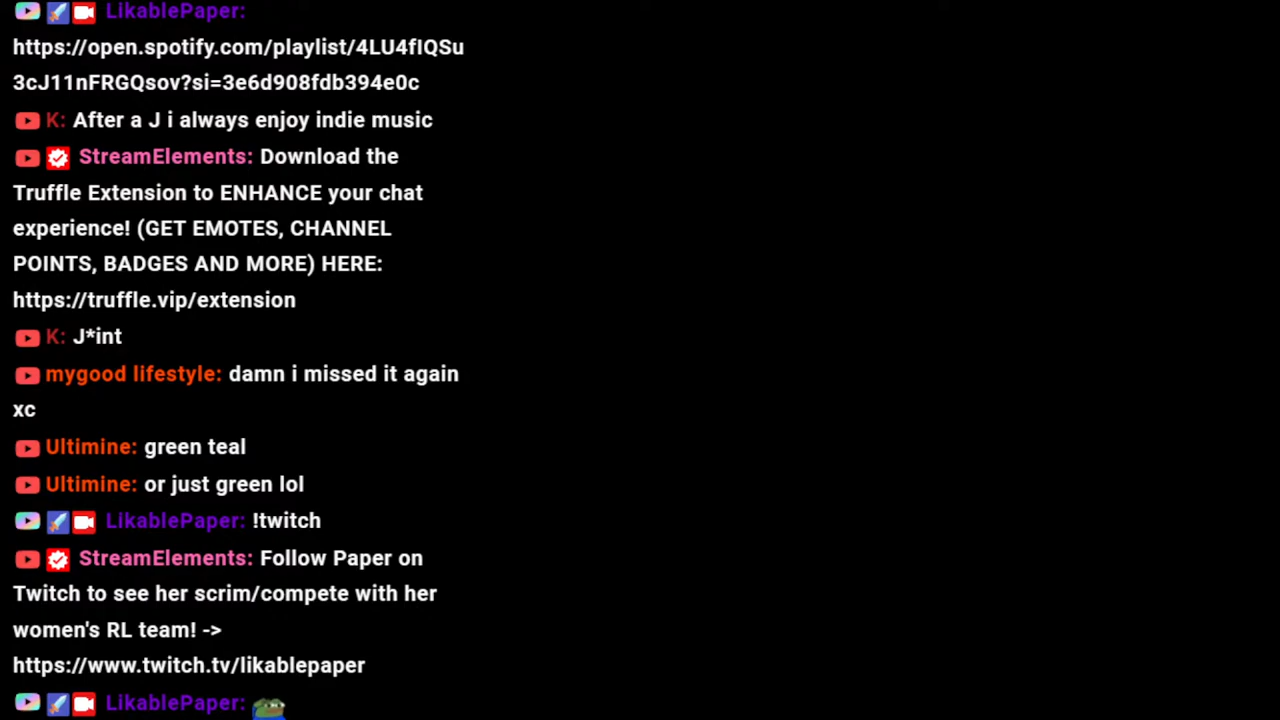 LikablePaper:
https://open.spotify.com/playlist/4LU4fIQSu
3cJ11nFRGQsov?si=3e6d908fdb394e0c
K: After a J i always enjoy indie music
StreamElements: Download the
Truffle Extension to ENHANCE your chat
experience! (GET EMOTES, CHANNEL
POINTS, BADGES AND MORE) HERE:
https://truffle.vip/extension
K: J*int
mygood lifestyle: damn i missed it again
xc
Ultimine: green teal
Ultimine: or just green lol
LikablePaper: !twitch
StreamElements: Follow Paper on
Twitch to see her scrim/compete with her
women's RL team! ->
https://www.twitch.tv/likablepaper
LikablePaper: